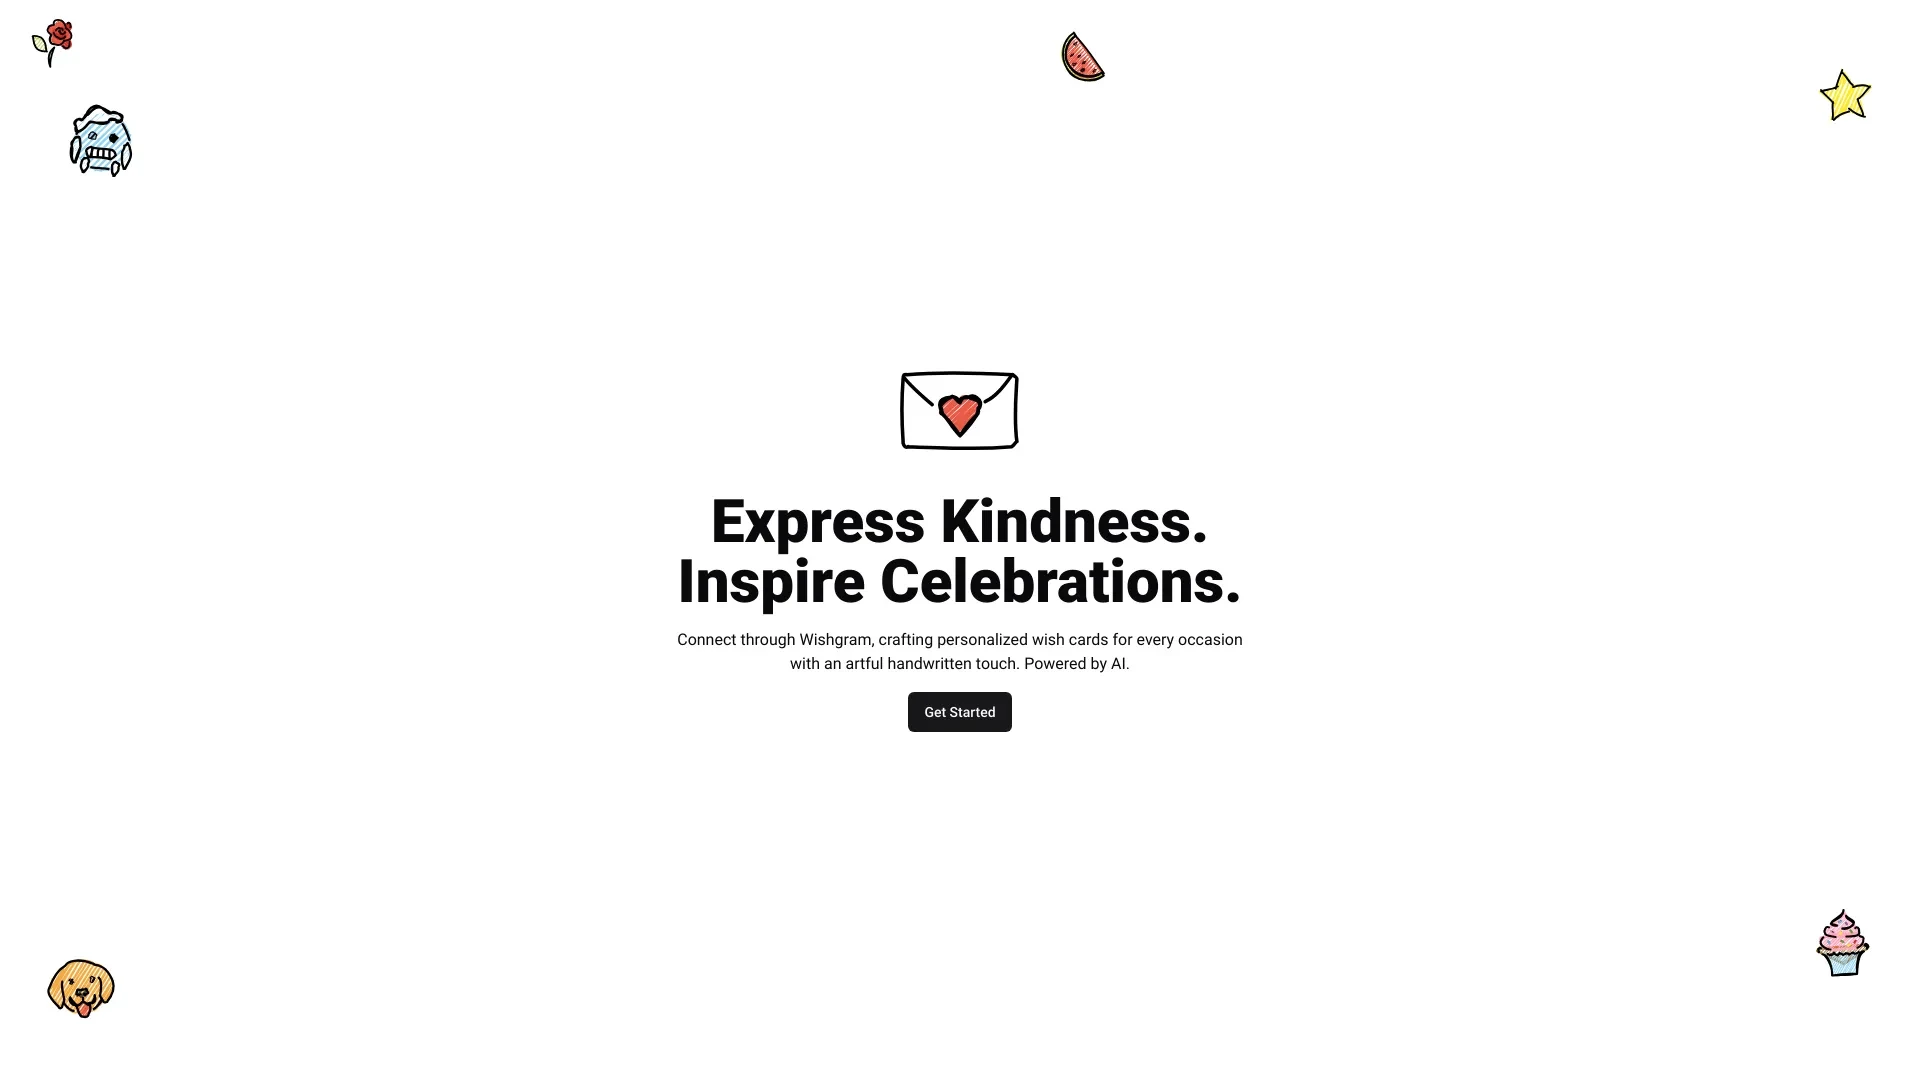 Express Kindness.
Inspire Celebrations.
Connect through Wishgram, crafting personalized wish cards for every occasion
with an artful handwritten touch. Powered by AI.
Get Started